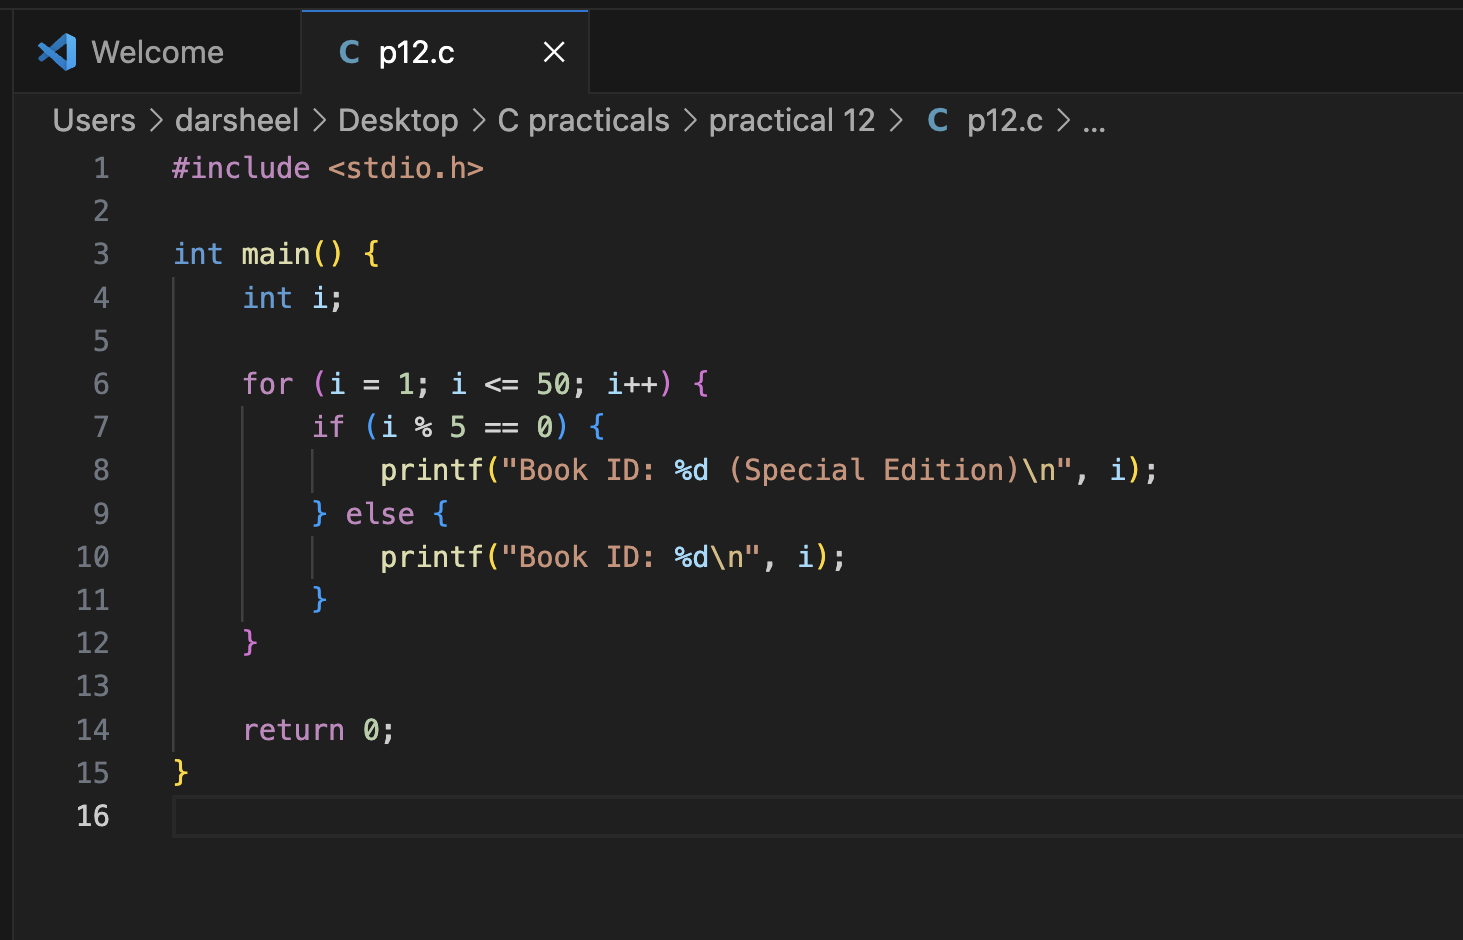 Welcome p12.c
Users > darsheel > Desktop > C practicals > practical 12 > C p12.c > ...
1 #include <stdio.h>
2
3 int main() {
4     int i;
5
6     for (i = 1; i <= 50; i++) {
7         if (i % 5 == 0) {
8             printf("Book ID: %d (Special Edition)\n", i);
9         } else {
10             printf("Book ID: %d\n", i);
11         }
12     }
13
14     return 0;
15 }
16